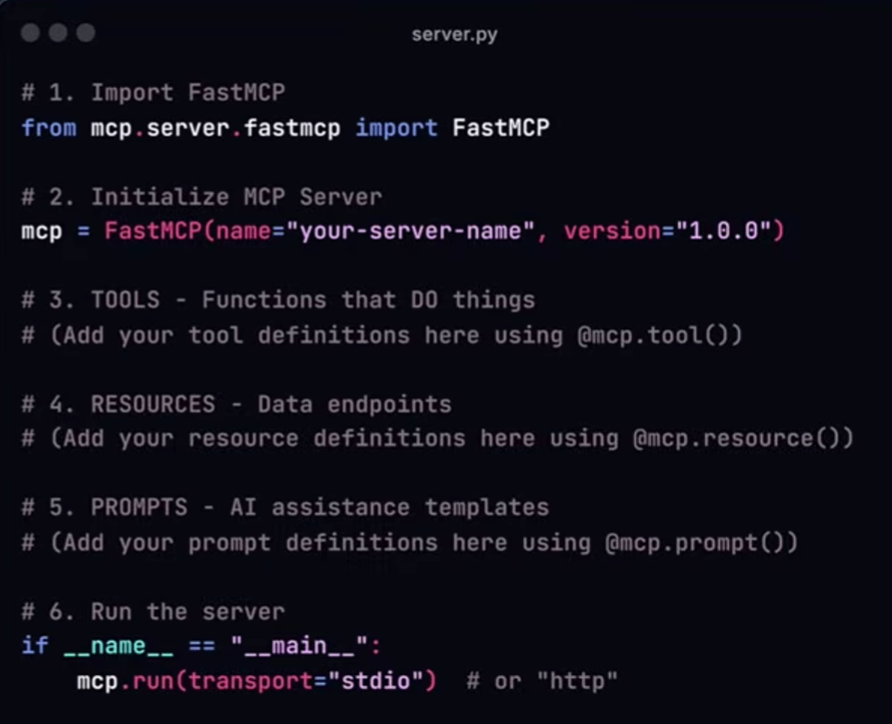 server.py
# 1. Import FastMCP
from mcp.server.fastmcp import FastMCP
# 2. Initialize MCP Server
mcp = FastMCP(name="your-server-name", version="1.0.0")
# 3. TOOLS - Functions that DO things
# (Add your tool definitions here using @mcp.tool())
# 4. RESOURCES - Data endpoints
# (Add your resource definitions here using @mcp.resource())
# 5. PROMPTS - AI assistance templates
# (Add your prompt definitions here using @mcp.prompt())
# 6. Run the server
if __name__ == "__main__":
    mcp.run(transport="stdio")  # or "http"